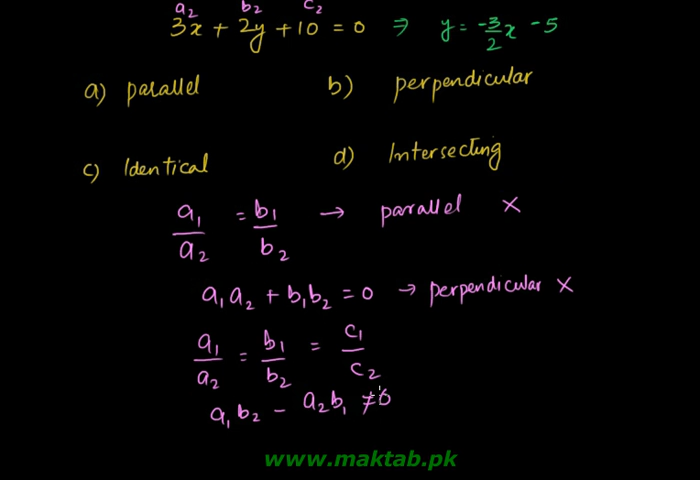 a₂ b₂ c₂
3x + 2y + 10 = 0 ⇒ y = -3/2 x - 5
a) parallel b) perpendicular
c) Identical d) Intersecting
a₁/a₂ = b₁/b₂ → parallel ×
a₁a₂ + b₁b₂ = 0 → perpendicular ×
a₁/a₂ = b₁/b₂ = c₁/c₂
a₁b₂ - a₂b₁ ≠ 0
www.maktab.pk